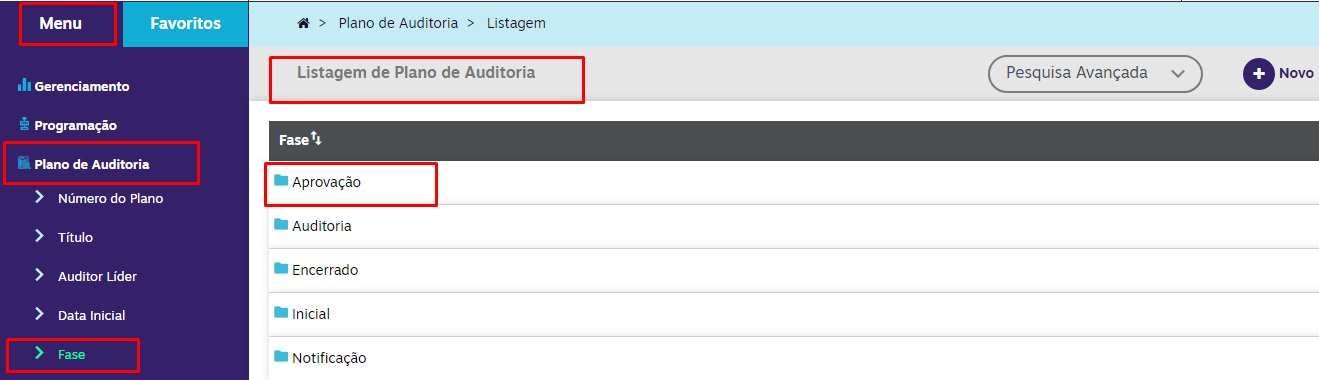 Menu
Favoritos
Gerenciamento
Programação
Plano de Auditoria
Número do Plano
Título
Auditor Líder
Data Inicial
Fase
> Plano de Auditoria > Listagem
Listagem de Plano de Auditoria
Pesquisa Avançada
+ Novo
Fase
Aprovação
Auditoria
Encerrado
Inicial
Notificação